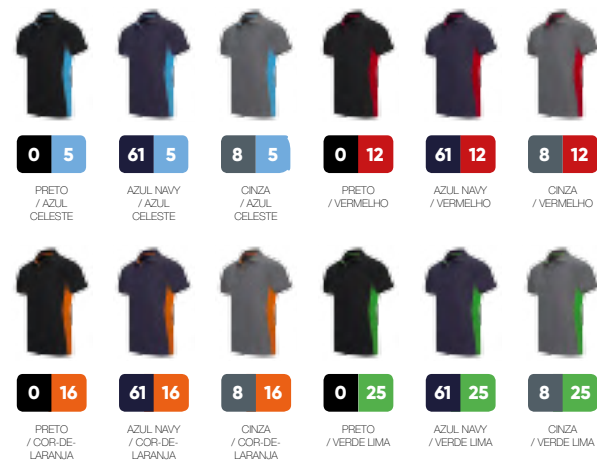 0 5 61 5 8 5 0 12 61 12 8 12
PRETO
/ AZUL
CELESTE
AZUL NAVY
/ AZUL
CELESTE
CINZA
/ AZUL
CELESTE
PRETO
/ VERMELHO
AZUL NAVY
/ VERMELHO
CINZA
/ VERMELHO
0 16 61 16 8 16 0 25 61 25 8 25
PRETO
/ COR-DE-
LARANJA
AZUL NAVY
/ COR-DE-
LARANJA
CINZA
/ COR-DE-
LARANJA
PRETO
/ VERDE LIMA
AZUL NAVY
/ VERDE LIMA
CINZA
/ VERDE LIMA